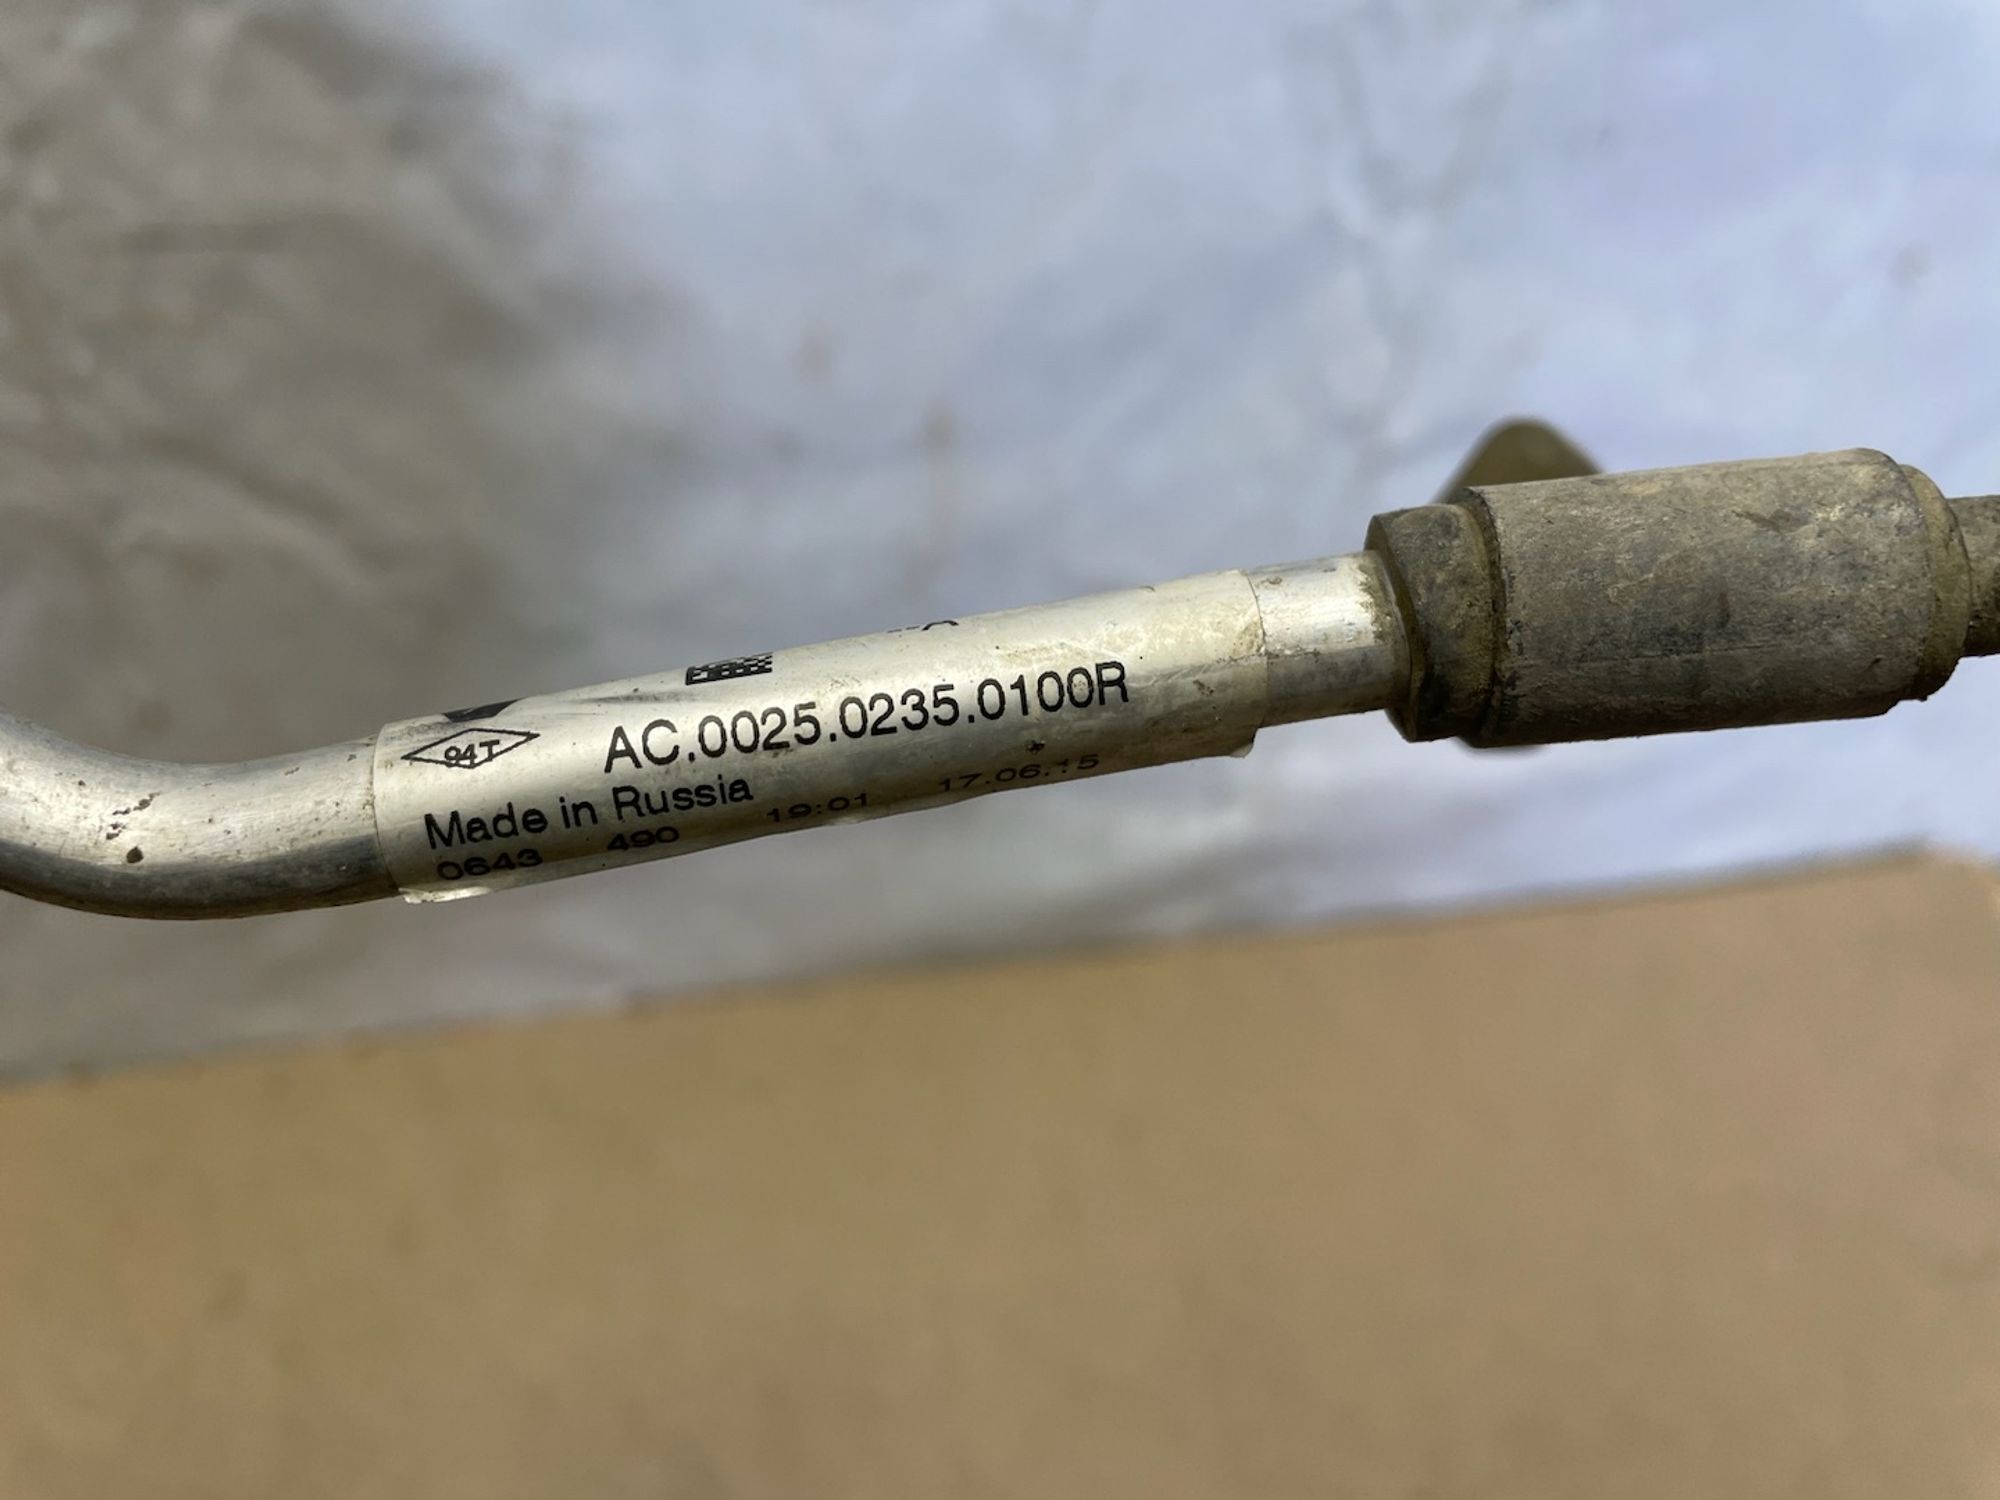 94T
AC.0025.0235.0100R
Made in Russia
0643 490 19:01 17.06.15